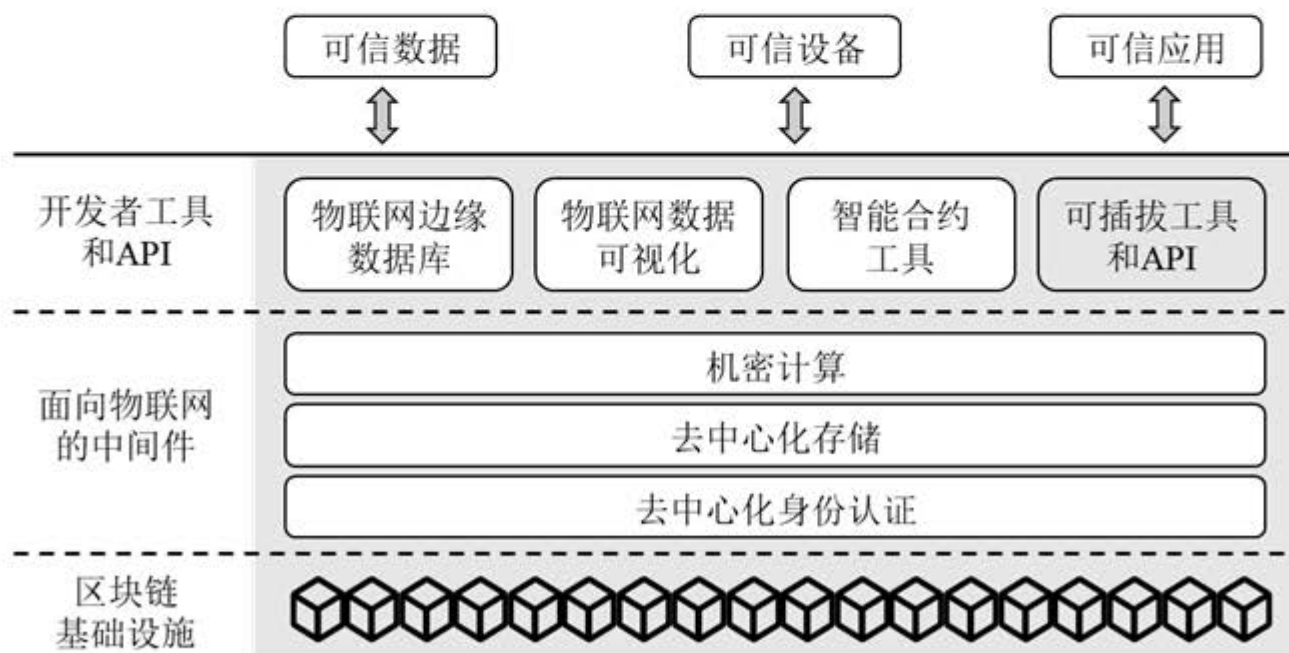 可信数据
可信设备
可信应用
开发者工具
和API
物联网边缘
数据库
物联网数据
可视化
智能合约
工具
可插拔工具
和API
面向物联网
的中间件
机密计算
去中心化存储
去中心化身份认证
区块链
基础设施